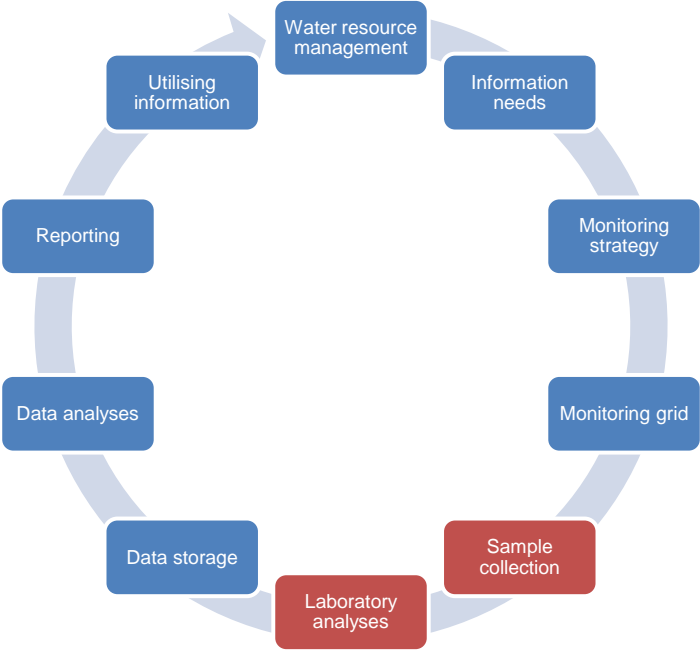 Water resource
management
Information
needs
Monitoring
strategy
Monitoring grid
Sample
collection
Laboratory
analyses
Data storage
Data analyses
Reporting
Utilising
information